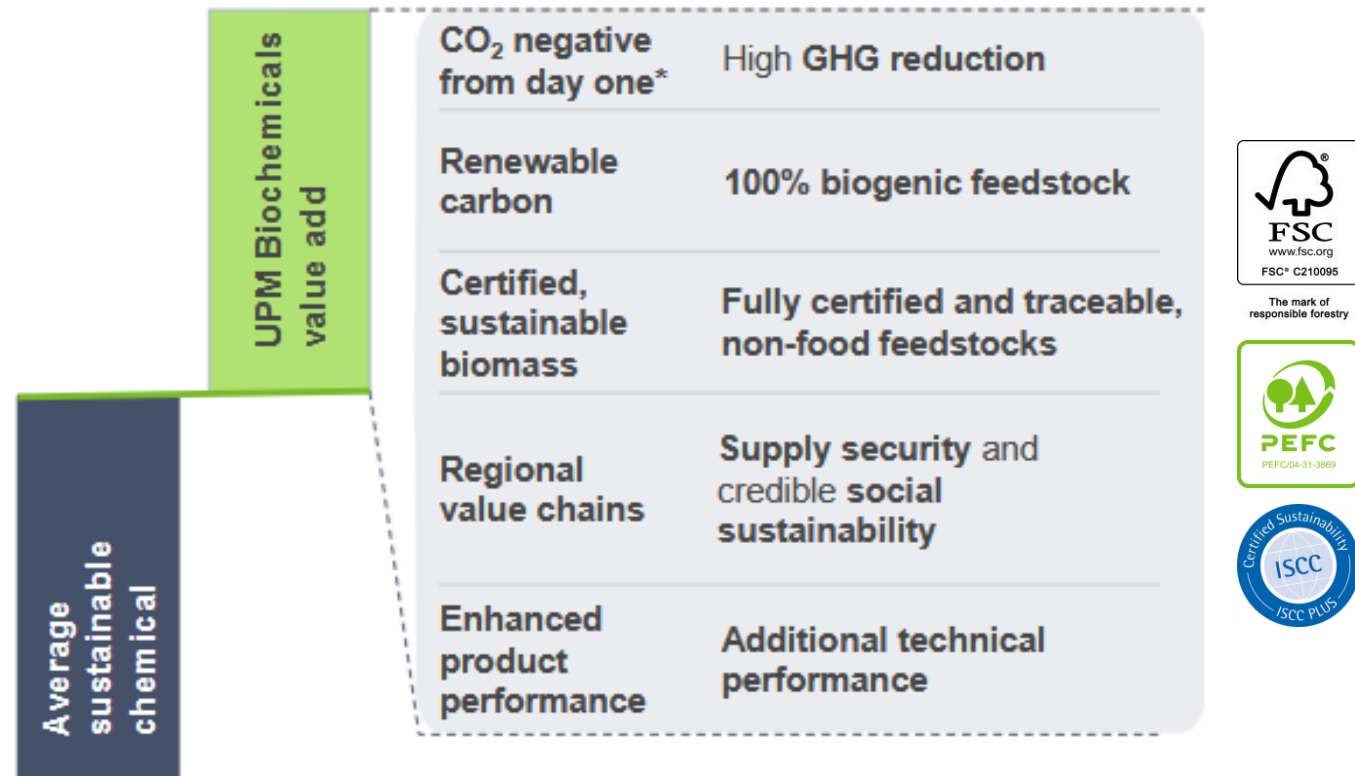 UPM Biochemicals
value add
Average
sustainable
chemical
CO₂ negative
from day one*
High GHG reduction
Renewable
carbon
100% biogenic feedstock
Certified,
sustainable
biomass
Fully certified and traceable,
non-food feedstocks
Regional
value chains
Supply security and
credible social
sustainability
Enhanced
product
performance
Additional technical
performance
®
FSC
www.fsc.org
FSC® C210095
The mark of
responsible forestry
PEFC
PEFC/04-31-3869
Certified Sustainability
ISCC
ISCC PLUS